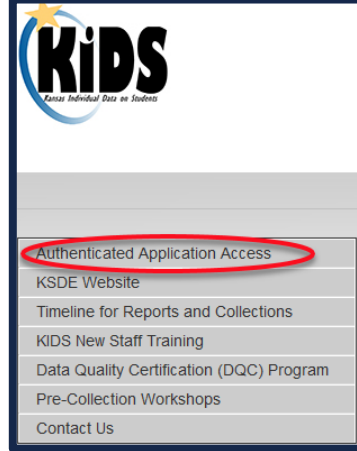 KiDS
Kansas Individual Data on Students
Authenticated Application Access
KSDE Website
Timeline for Reports and Collections
KIDS New Staff Training
Data Quality Certification (DQC) Program
Pre-Collection Workshops
Contact Us